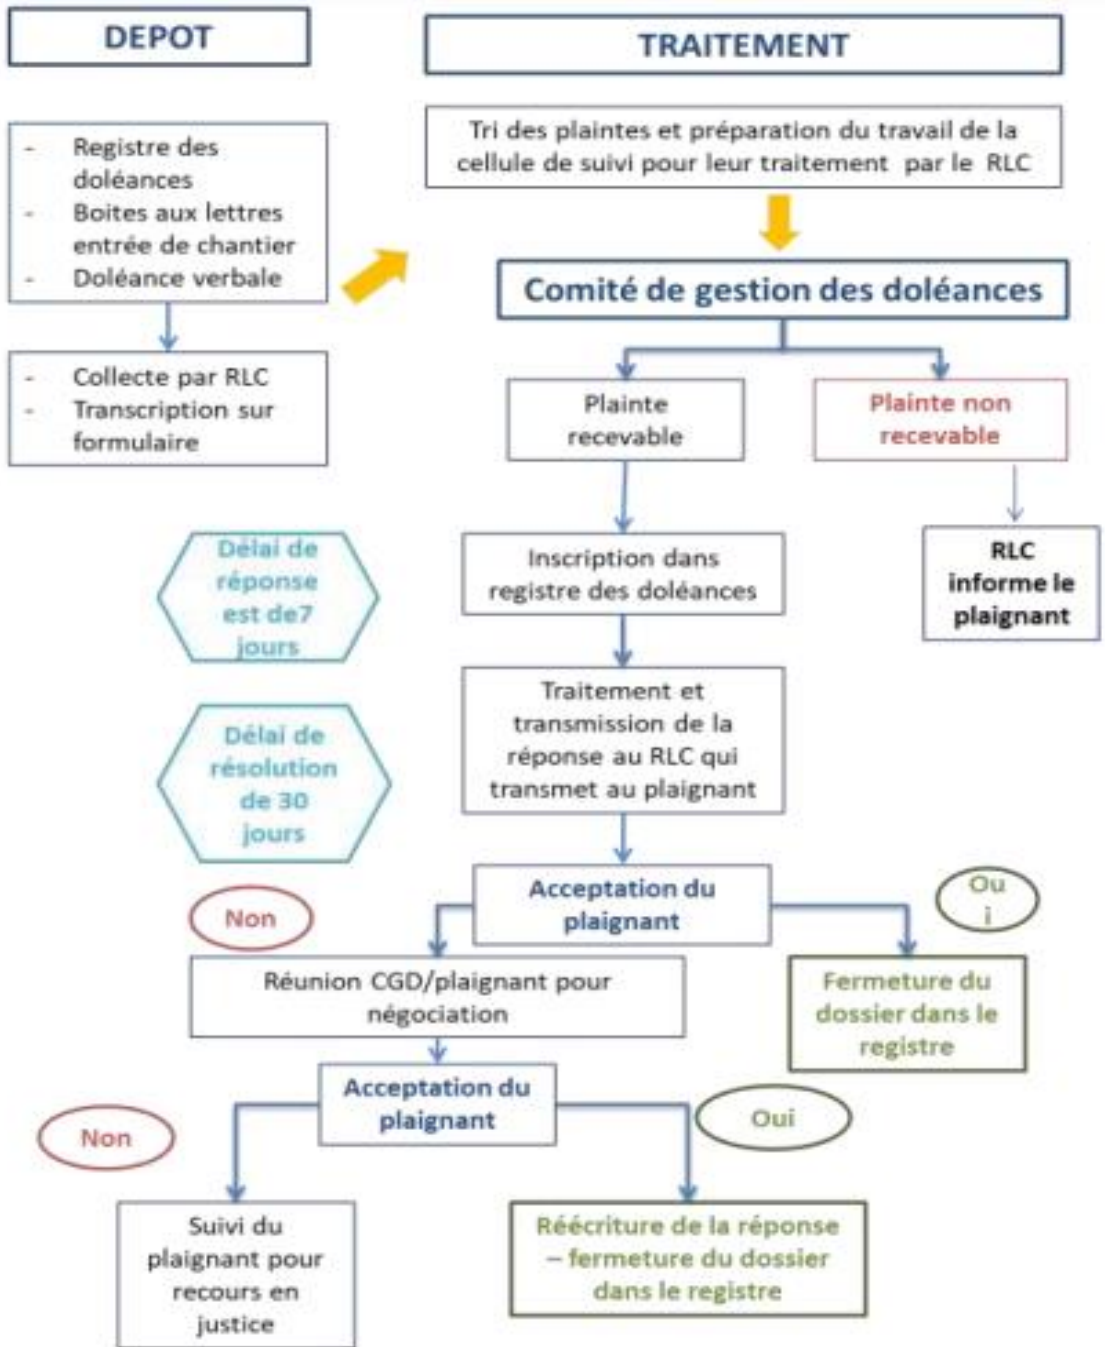 DEPOT
- Registre des
doléances
- Boites aux lettres
entrée de chantier
- Doléance verbale
- Collecte par RLC
- Transcription sur
formulaire
TRAITEMENT
Tri des plaintes et préparation du travail de la
cellule de suivi pour leur traitement par le RLC
Comité de gestion des doléances
Plainte
recevable
Plainte non
recevable
RLC
informe le
plaignant
Inscription dans
registre des doléances
Délai de
réponse
est de7
jours
Traitement et
transmission de la
réponse au RLC qui
transmet au plaignant
Délai de
résolution
de 30
jours
Acceptation du
plaignant
Non
Ou
i
Réunion CGD/plaignant pour
négociation
Fermeture du
dossier dans le
registre
Acceptation du
plaignant
Non
Oui
Suivi du
plaignant pour
recours en
justice
Réécriture de la réponse
– fermeture du dossier
dans le registre